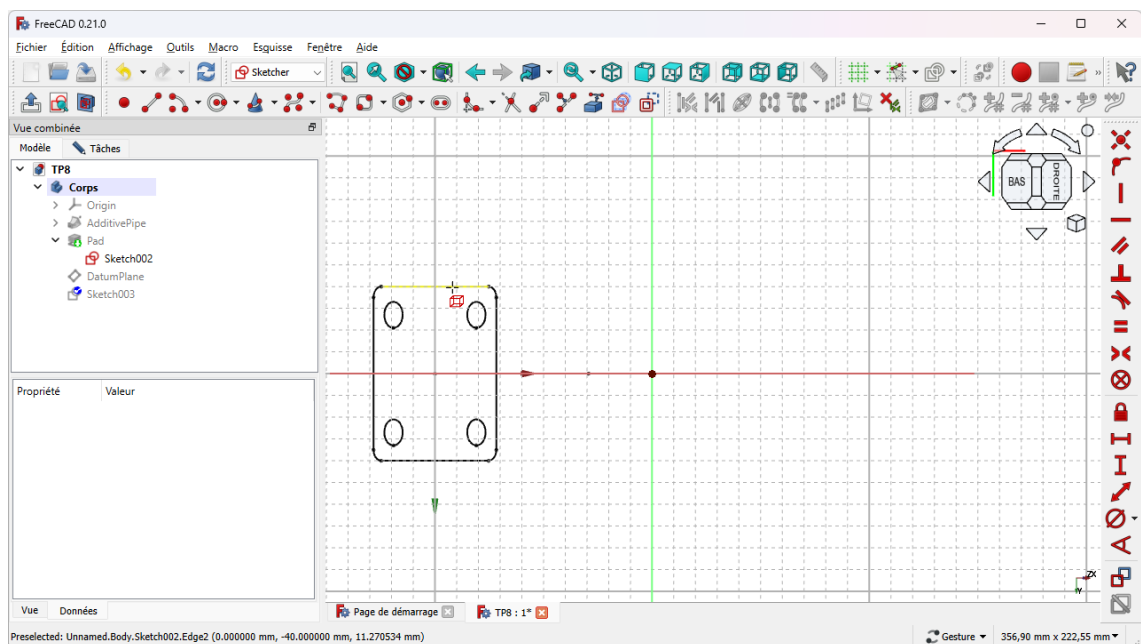 FreeCAD 0.21.0
Fichier Édition Affichage Outils Macro Esquisse Fenêtre Aide
Sketcher
Vue combinée
Modèle Tâches
TP8
Corps
Origin
AdditivePipe
Pad
Sketch002
DatumPlane
Sketch003
Propriété Valeur
BAS DROITE
ZX
Y
Vue Données
Page de démarrage TP8 : 1*
Preselected: Unnamed.Body.Sketch002.Edge2 (0.000000 mm, -40.000000 mm, 11.270534 mm) Gesture 356,90 mm x 222,55 mm